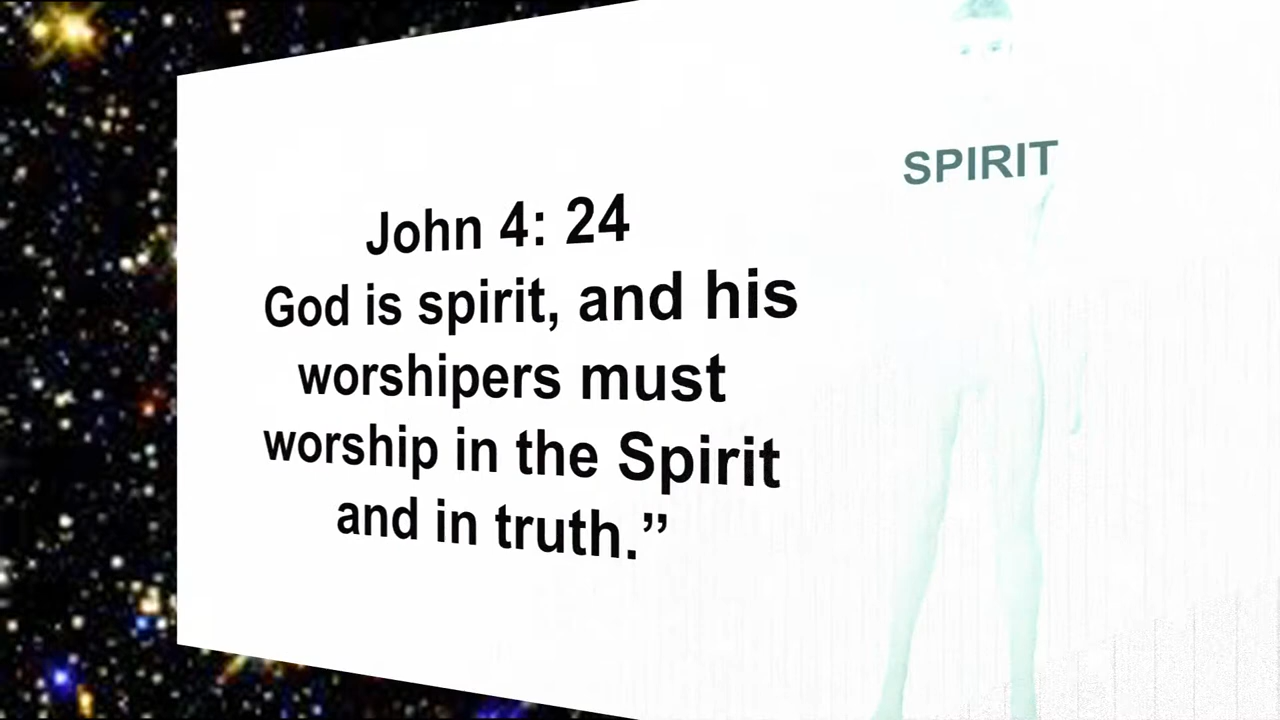 John 4: 24
God is spirit, and his
worshipers must
worship in the Spirit
and in truth.”
SPIRIT